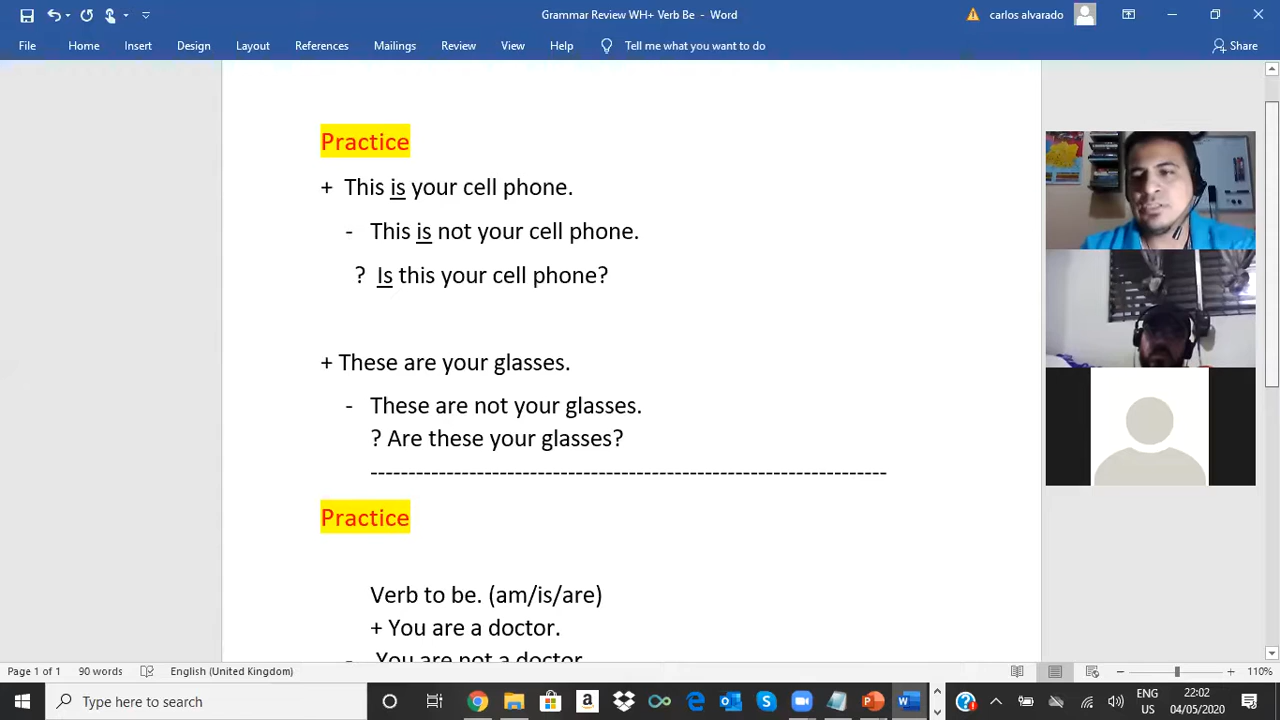 Grammar Review WH+ Verb Be - Word
carlos alvarado
File Home Insert Design Layout References Mailings Review View Help Tell me what you want to do Share
Practice
+ This is your cell phone.
- This is not your cell phone.
? Is this your cell phone?
+ These are your glasses.
- These are not your glasses.
? Are these your glasses?
--------------------------------------------------------------------
Practice
Verb to be. (am/is/are)
+ You are a doctor.
- You are not a doctor
Page 1 of 1 90 words English (United Kingdom) 110%
Type here to search
ENG 22:02
US 04/05/2020